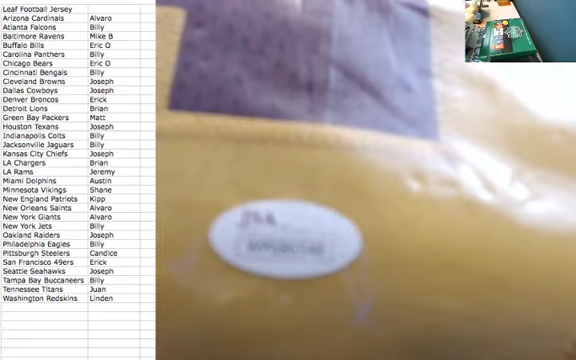 Leaf Football Jersey
Arizona Cardinals Alvaro
Atlanta Falcons Billy
Baltimore Ravens Mike B
Buffalo Bills Eric O
Carolina Panthers Billy
Chicago Bears Eric O
Cincinnati Bengals Billy
Cleveland Browns Joseph
Dallas Cowboys Joseph
Denver Broncos Erick
Detroit Lions Brian
Green Bay Packers Matt
Houston Texans Joseph
Indianapolis Colts Billy
Jacksonville Jaguars Billy
Kansas City Chiefs Joseph
LA Chargers Brian
LA Rams Jeremy
Miami Dolphins Austin
Minnesota Vikings Shane
New England Patriots Kipp
New Orleans Saints Alvaro
New York Giants Alvaro
New York Jets Billy
Oakland Raiders Joseph
Philadelphia Eagles Billy
Pittsburgh Steelers Candice
San Francisco 49ers Erick
Seattle Seahawks Joseph
Tampa Bay Buccaneers Billy
Tennessee Titans Juan
Washington Redskins Linden
JSA